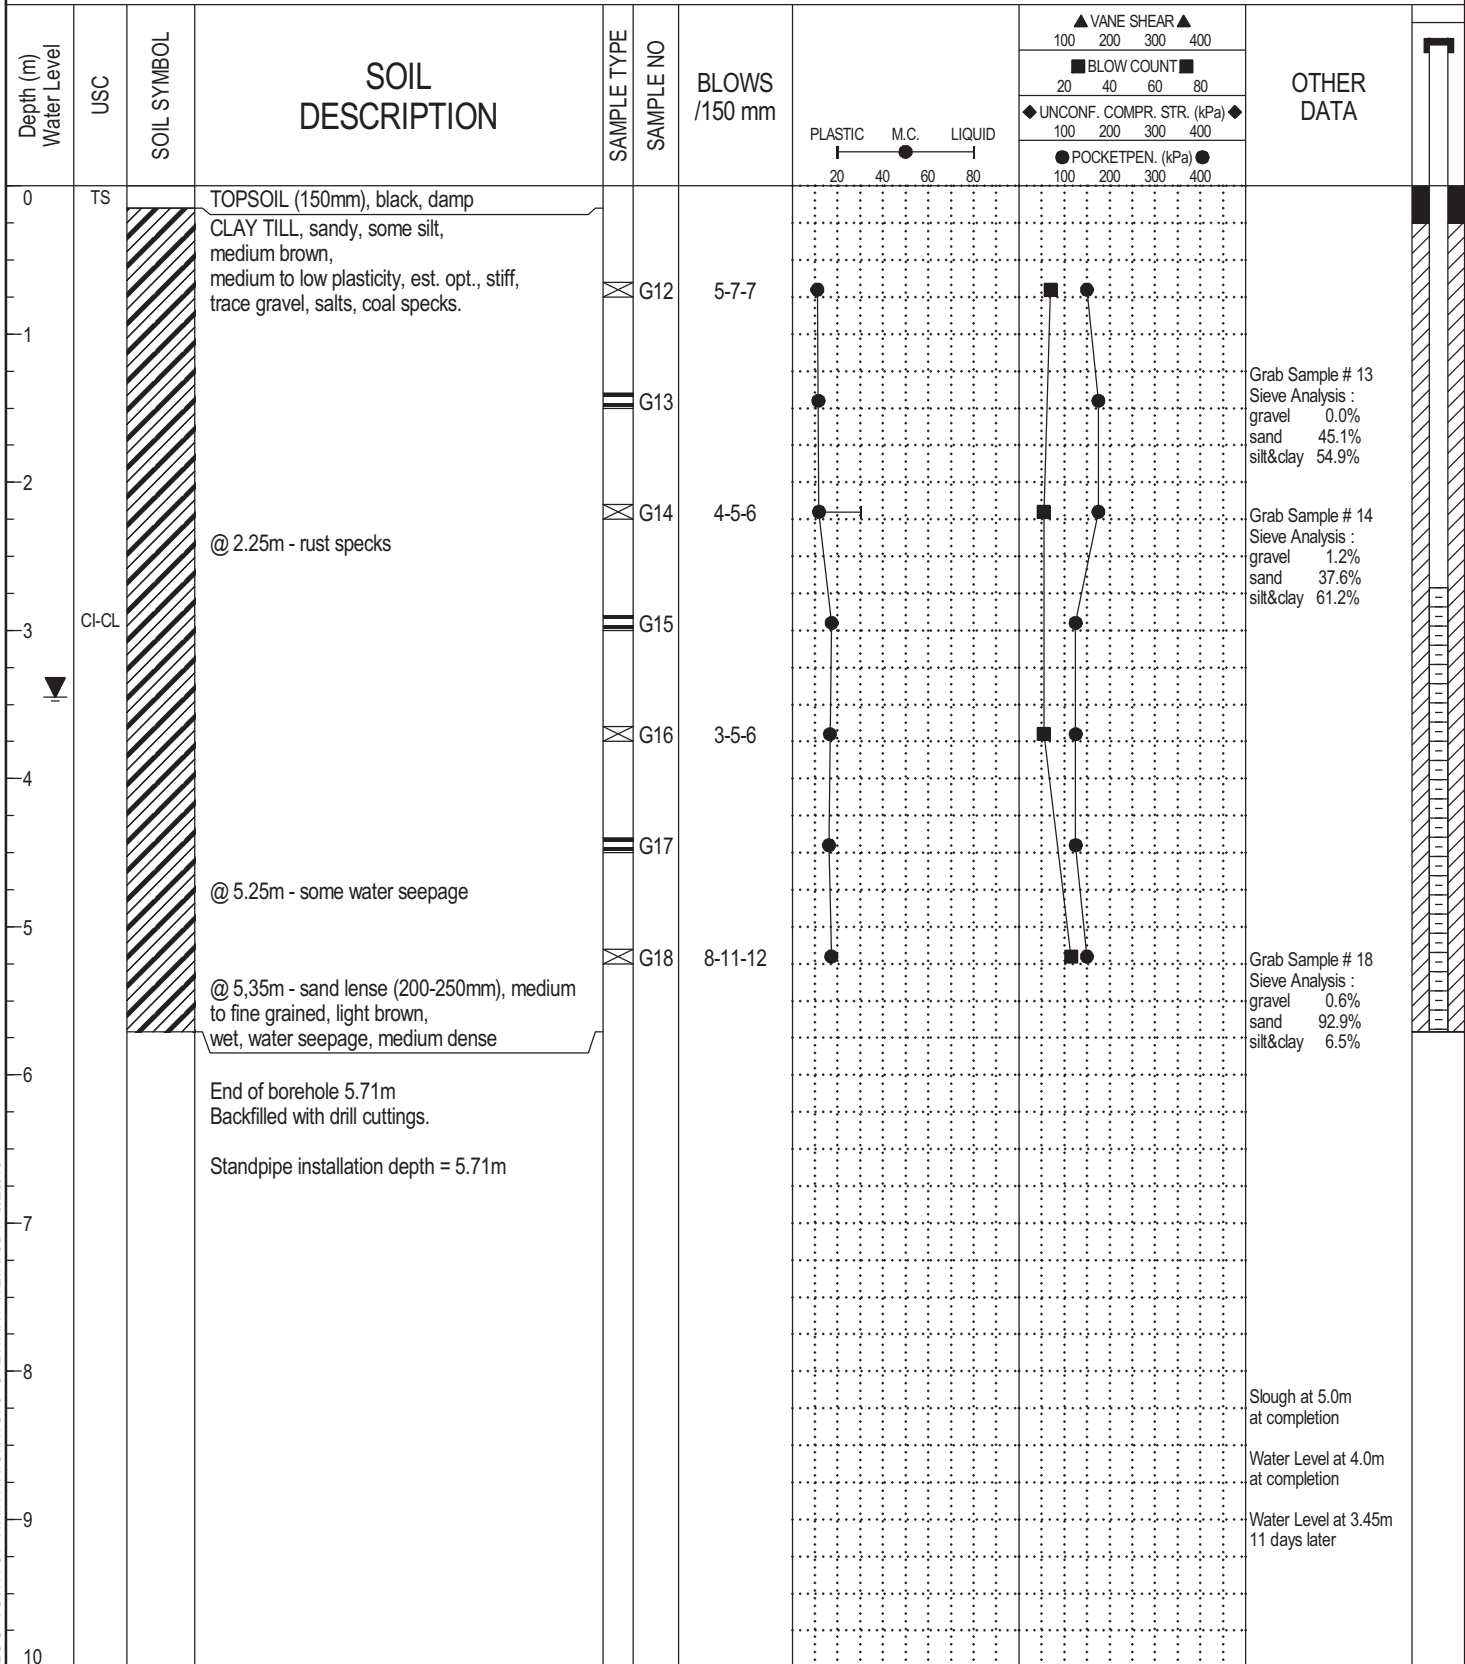 Depth (m)
Water Level
USC
SOIL SYMBOL
SOIL
DESCRIPTION
SAMPLE TYPE
SAMPLE NO
BLOWS
/150 mm
PLASTIC M.C. LIQUID
20 40 60 80
▲ VANE SHEAR ▲
100 200 300 400
■ BLOW COUNT ■
20 40 60 80
◆ UNCONF. COMPR. STR. (kPa) ◆
100 200 300 400
● POCKETPEN. (kPa) ●
100 200 300 400
OTHER
DATA
0
TS
TOPSOIL (150mm), black, damp
CLAY TILL, sandy, some silt,
medium brown,
medium to low plasticity, est. opt., stiff,
trace gravel, salts, coal specks.
G12 5-7-7
1
Grab Sample # 13
Sieve Analysis :
gravel 0.0%
sand 45.1%
silt&clay 54.9%
G13
2
G14 4-5-6
Grab Sample # 14
Sieve Analysis :
gravel 1.2%
sand 37.6%
silt&clay 61.2%
@ 2.25m - rust specks
CI-CL
3
G15
G16 3-5-6
4
G17
@ 5.25m - some water seepage
5
G18 8-11-12
Grab Sample # 18
Sieve Analysis :
gravel 0.6%
sand 92.9%
silt&clay 6.5%
@ 5,35m - sand lense (200-250mm), medium
to fine grained, light brown,
wet, water seepage, medium dense
6
End of borehole 5.71m
Backfilled with drill cuttings.
Standpipe installation depth = 5.71m
7
8
Slough at 5.0m
at completion
Water Level at 4.0m
at completion
9
Water Level at 3.45m
11 days later
10